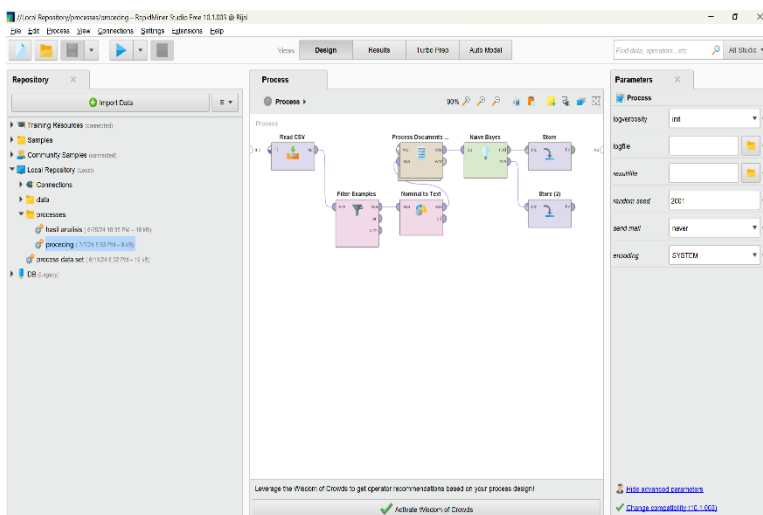 //Local Repository/processes/proceding – RapidMiner Studio Free 10.1.003 @ Rijal
File Edit Process View Connections Settings Extensions Help
Views: Design Results Turbo Prep Auto Model
Find data, operators...etc All Studio
Repository
Import Data
Training Resources (connected)
Samples
Community Samples (connected)
Local Repository (Local)
Connections
data
processes
hasil analisis
process data set
DB (Legacy)
Process
Process
90%
Process
Read CSV
Process Documents ...
Naive Bayes
Store
Filter Examples
Nominal to Text
Store (2)
Leverage the Wisdom of Crowds to get operator recommendations based on your process design!
Activate Wisdom of Crowds
Parameters
Process
logverbosity init
logfile
resultfile
random seed 2001
send mail never
encoding SYSTEM
Hide advanced parameters
Change compatibility (10.1.003)